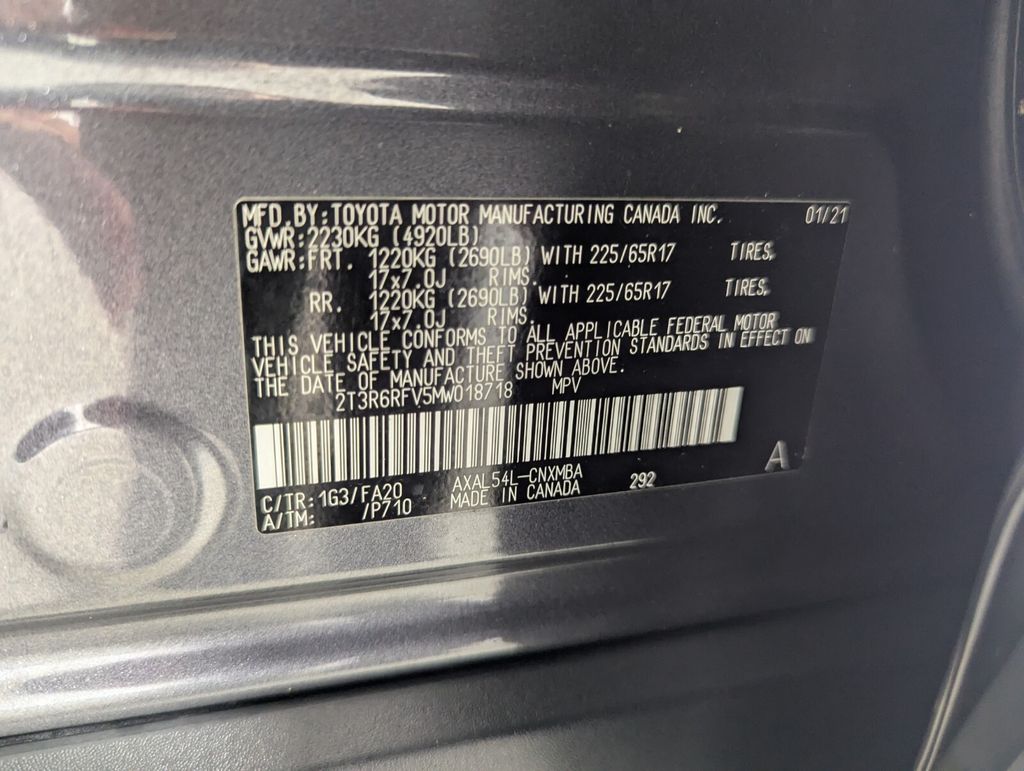 MFD.BY:TOYOTA MOTOR MANUFACTURING CANADA INC. 01/21
GVWR:2230KG (4920LB)
GAWR:FRT. 1220KG (2690LB) WITH 225/65R17 TIRES,
17x7.0J RIMS.
RR. 1220KG (2690LB) WITH 225/65R17 TIRES,
17x7.0J RIMS.
THIS VEHICLE CONFORMS TO ALL APPLICABLE FEDERAL MOTOR
VEHICLE SAFETY AND THEFT PREVENTION STANDARDS IN EFFECT ON
THE DATE OF MANUFACTURE SHOWN ABOVE.
2T3R6RFV5MW018718 MPV
A
C/TR:1G3/FA20 AXAL54L-CNXMBA 292
A/TM: /P710 MADE IN CANADA